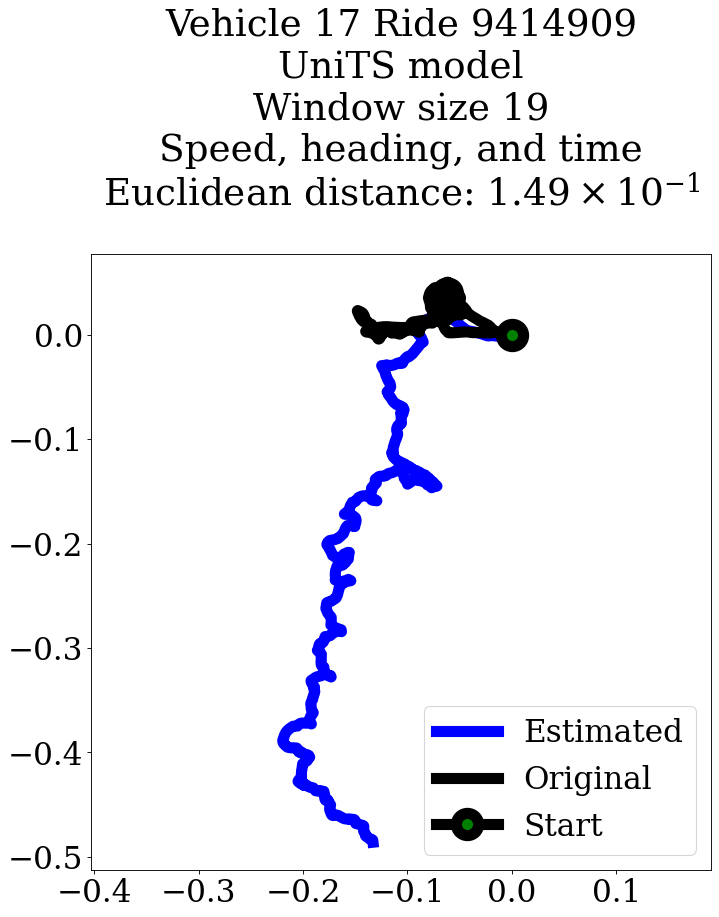 Vehicle 17 Ride 9414909
UniTS model
Window size 19
Speed, heading, and time
Euclidean distance: 1.49 × 10⁻¹
0.0
−0.1
−0.2
−0.3
−0.4
−0.5
−0.4 −0.3 −0.2 −0.1 0.0 0.1
Estimated
Original
Start